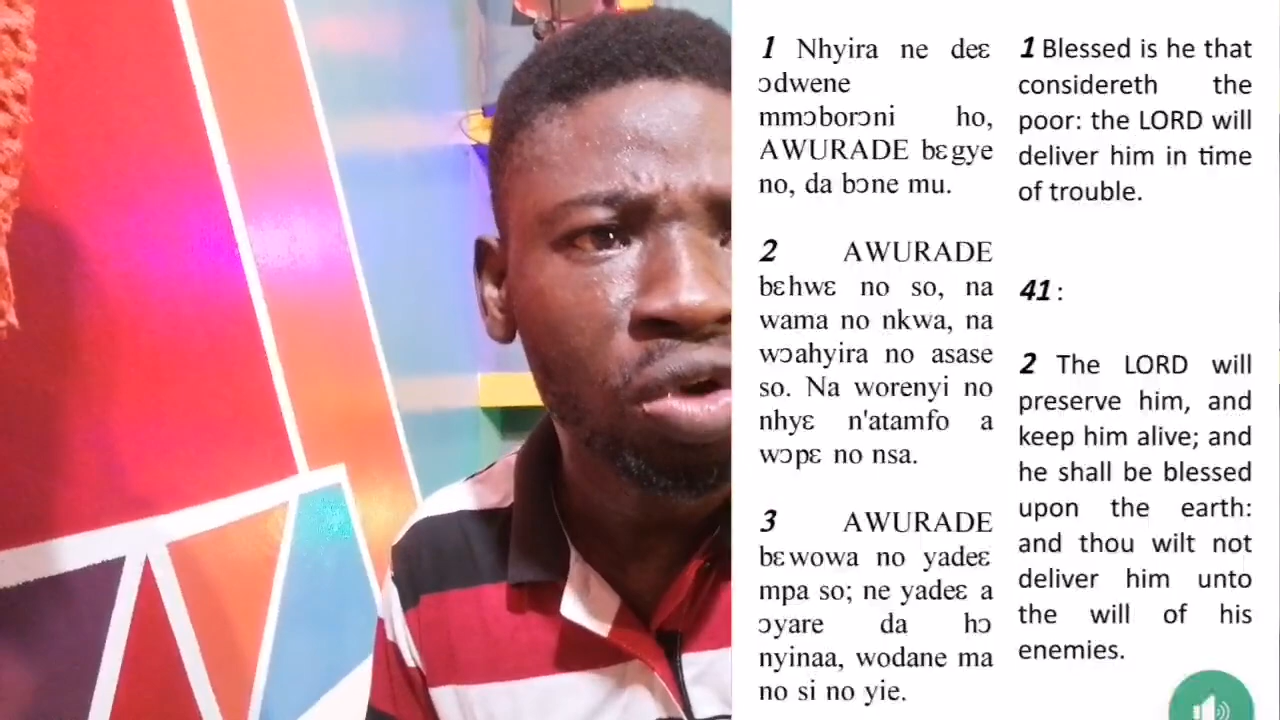 1 Nhyira ne deɛ
ɔdwene
mmɔborɔni ho,
AWURADE bɛgye
no, da bɔne mu.
2 AWURADE
bɛhwɛ no so, na
wama no nkwa, na
wɔahyira no asase
so. Na worenyi no
nhyɛ n'atamfo a
wɔpɛ no nsa.
3 AWURADE
bɛwowa no yadeɛ
mpa so; ne yadeɛ a
ɔyare da hɔ
nyinaa, wodane ma
no si no yie.
1 Blessed is he that
considereth the
poor: the LORD will
deliver him in time
of trouble.
41 :
2 The LORD will
preserve him, and
keep him alive; and
he shall be blessed
upon the earth:
and thou wilt not
deliver him unto
the will of his
enemies.